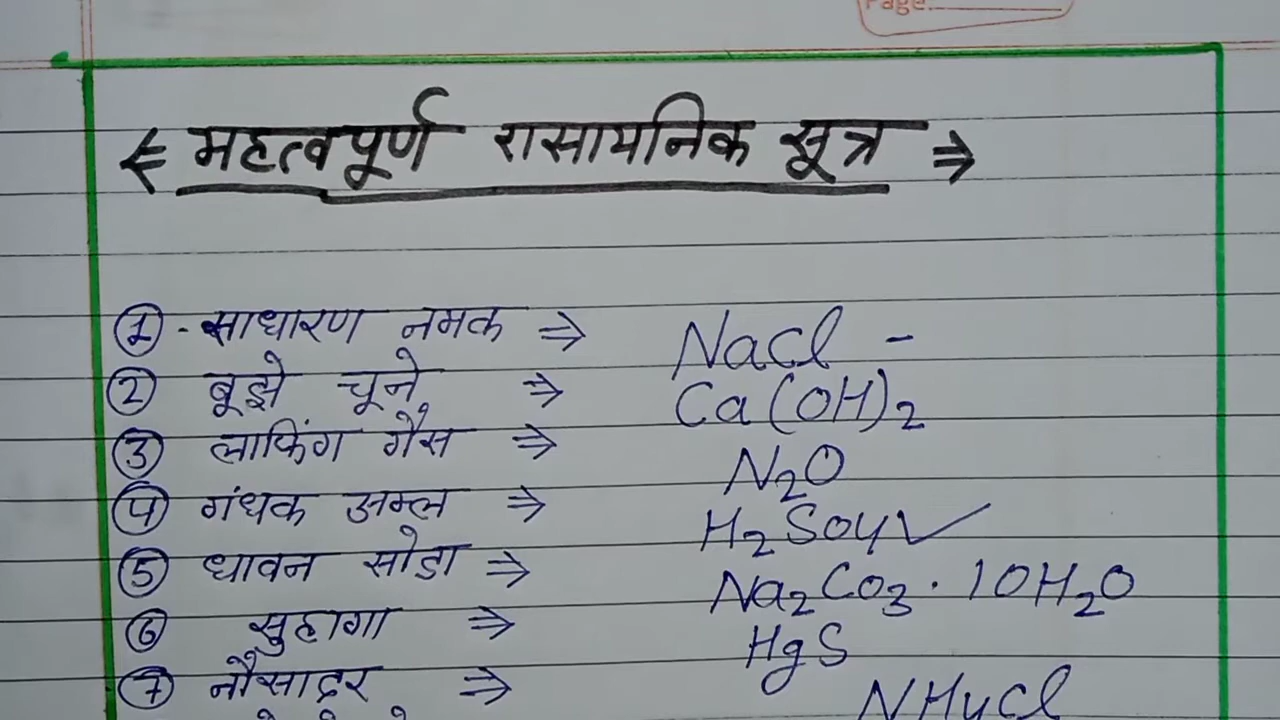 Page.
⇐ महत्वपूर्ण रासायनिक सूत्र ⇒
① - साधारण नमक ⇒ NaCl -
② बूझे चूने ⇒ Ca(OH)2
③ लाफिंग गैस ⇒ N2O
④ गंधक अम्ल ⇒ H2SO4 ✓
⑤ धावन सोडा ⇒ Na2Co3 · 10H2O
⑥ सुहागा ⇒ HgS
⑦ नौसादर ⇒ NH4Cl